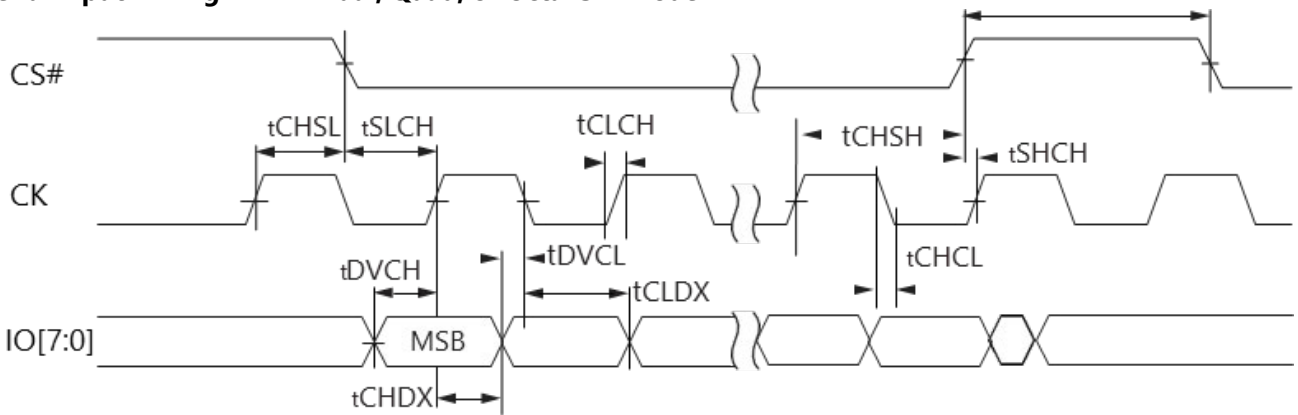 CS#
tCHSL
tSLCH
tCLCH
tCHSH
tSHCH
CK
tDVCH
tDVCL
tCLDX
tCHCL
IO[7:0]
MSB
tCHDX